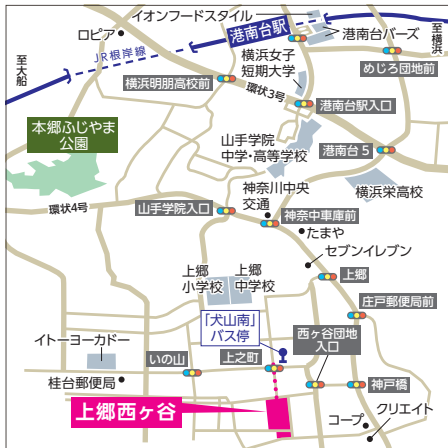 イオンフードスタイル
ロピア
港南台駅
港南台バーズ
至横浜
JR根岸線
横浜女子
短期大学
めじろ団地前
至大船
横浜明朋高校前
環状3号
港南台駅入口
本郷ふじやま
公園
山手学院
中学・高等学校
港南台5
神奈川中央
交通
横浜栄高校
環状4号
山手学院入口
神奈中車庫前
たまや
セブンイレブン
上郷
小学校
上郷
中学校
上郷
庄戸郵便局前
「犬山南」
バス停
西ヶ谷団地
入口
イトーヨーカドー
いの山
上之町
神戸橋
桂台郵便局
上郷西ヶ谷
コープ
クリエイト